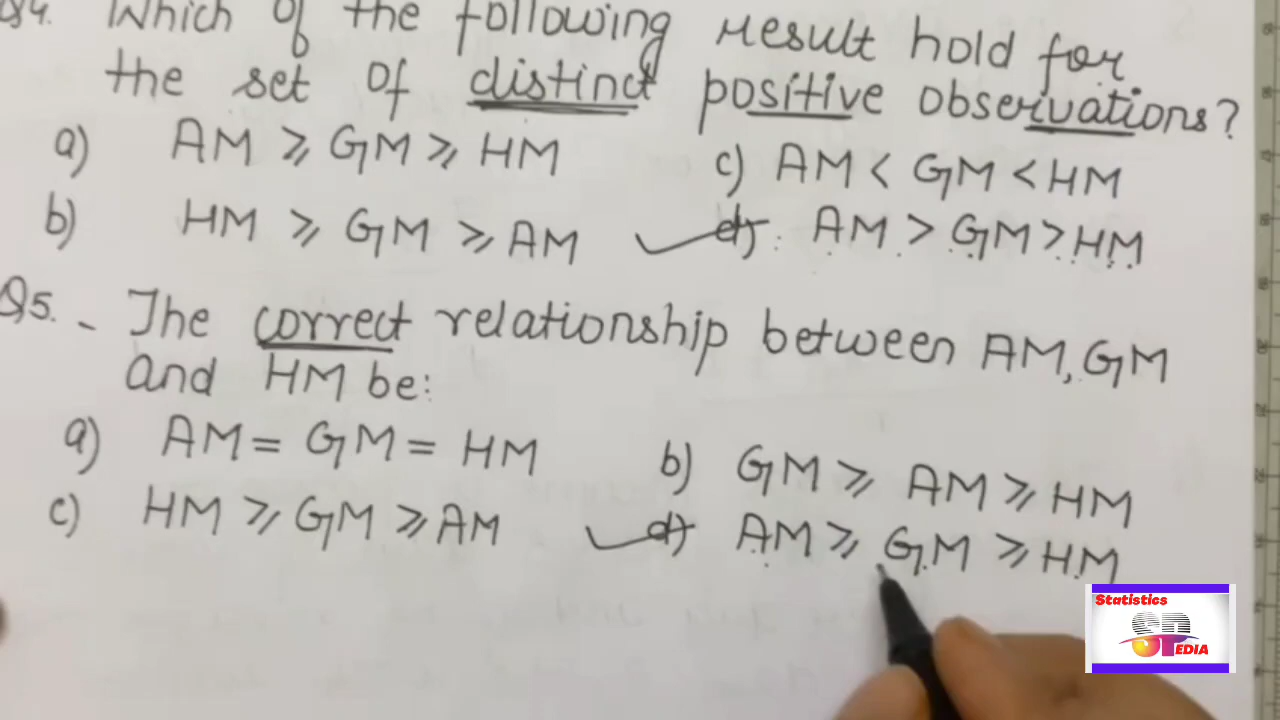 Q4. Which of the following result hold for
the set of distinct positive observations?
a) AM ⩾ GM ⩾ HM
c) AM < GM < HM
b) HM ⩾ GM ⩾ AM
d) AM > GM > HM
Q5. The correct relationship between AM, GM
and HM be:
a) AM = GM = HM
b) GM ⩾ AM ⩾ HM
c) HM ⩾ GM ⩾ AM
d) AM ⩾ GM ⩾ HM
Statistics
PEDIA